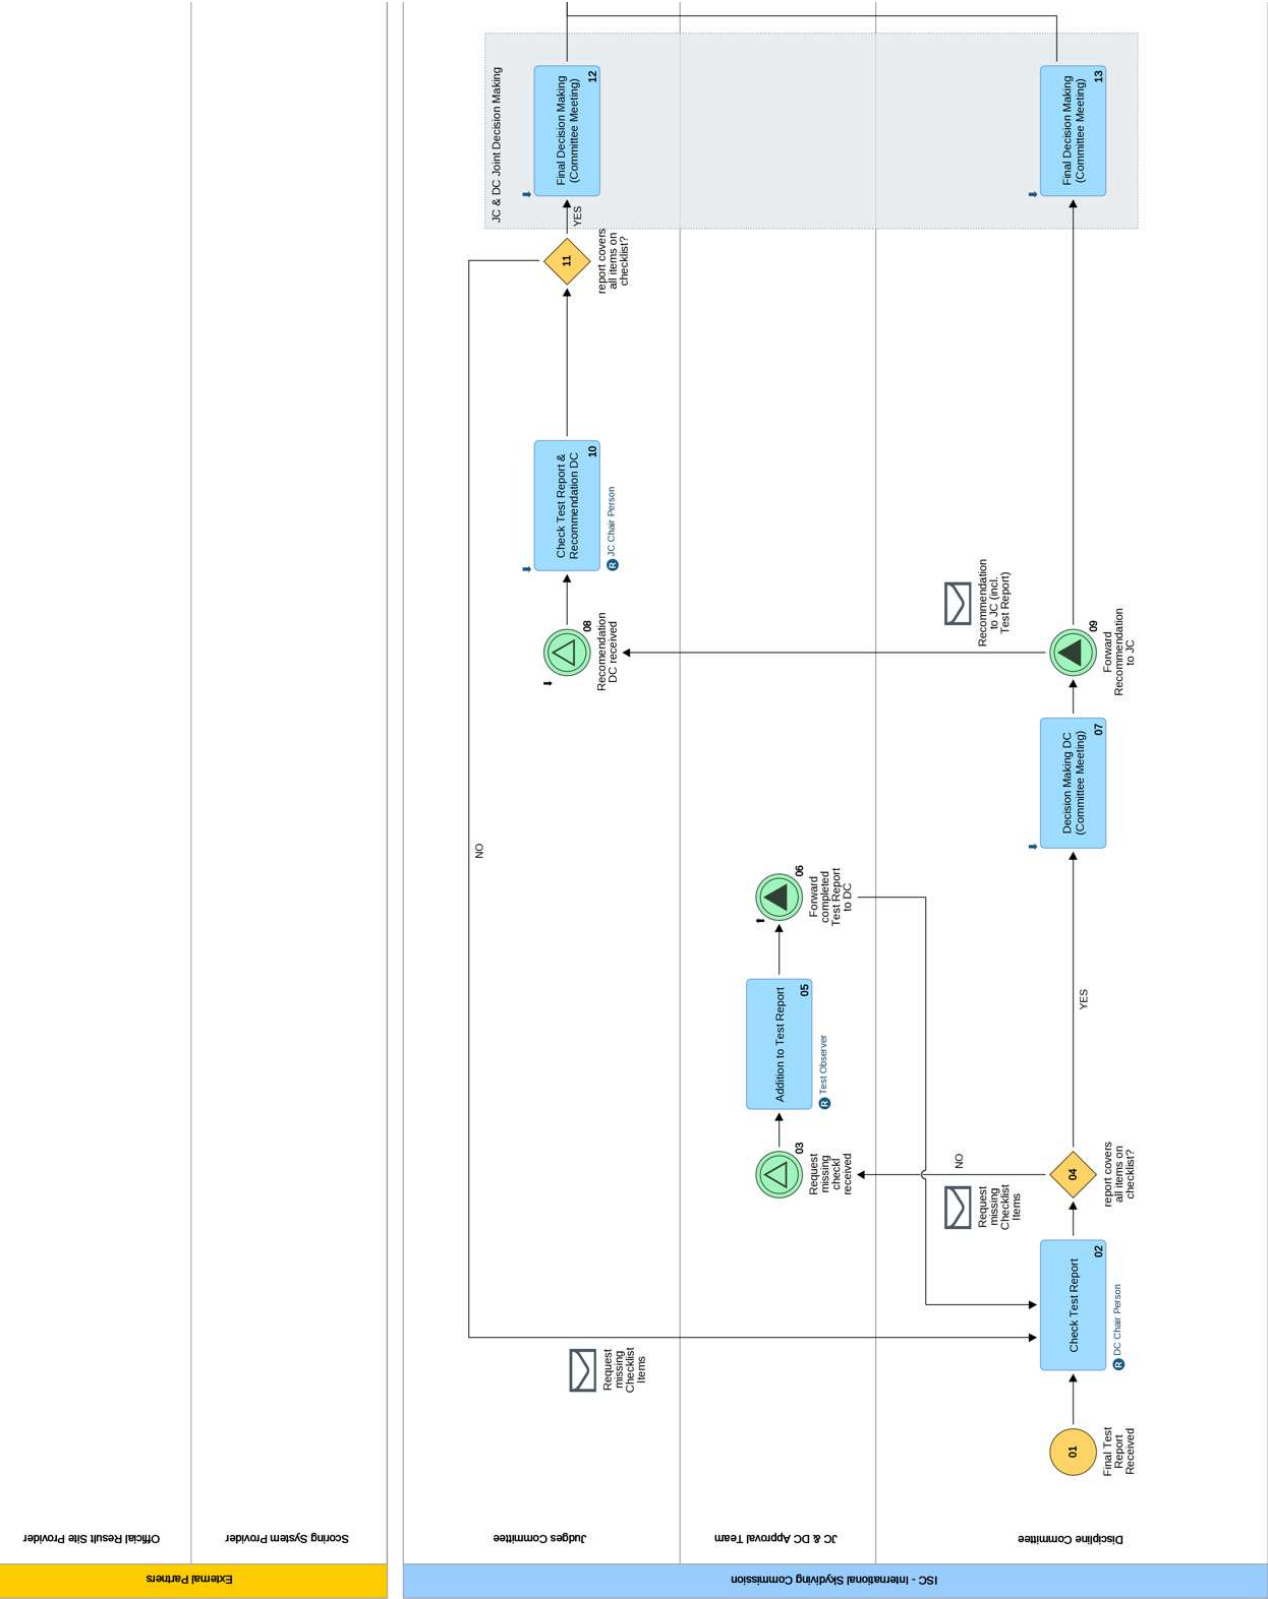 External Partners
Official Result Site Provider
Scoring System Provider
ISC - International Skydiving Commission
Judges Committee
JC & DC Approval Team
Discipline Committee
01
Final Test
Report
Received
Check Test Report
02
R DC Chair Person
04
report covers
all items on
checklist?
NO
YES
Request
missing
Checklist
Items
03
Request
missing
checkl
received
Addition to Test Report
05
R Test Observer
06
Forward
completed
Test Report
to DC
Decision Making DC
(Committee Meeting)
07
09
Forward
Recommendation
to JC
Recommendation
to JC (incl.
Test Report)
08
Recomendation
DC received
Check Test Report &
Recommendation DC
10
R JC Chair Person
11
report covers
all items on
checklist?
NO
Request
missing
Checklist
Items
YES
JC & DC Joint Decision Making
Final Decision Making
(Committee Meeting)
12
Final Decision Making
(Committee Meeting)
13